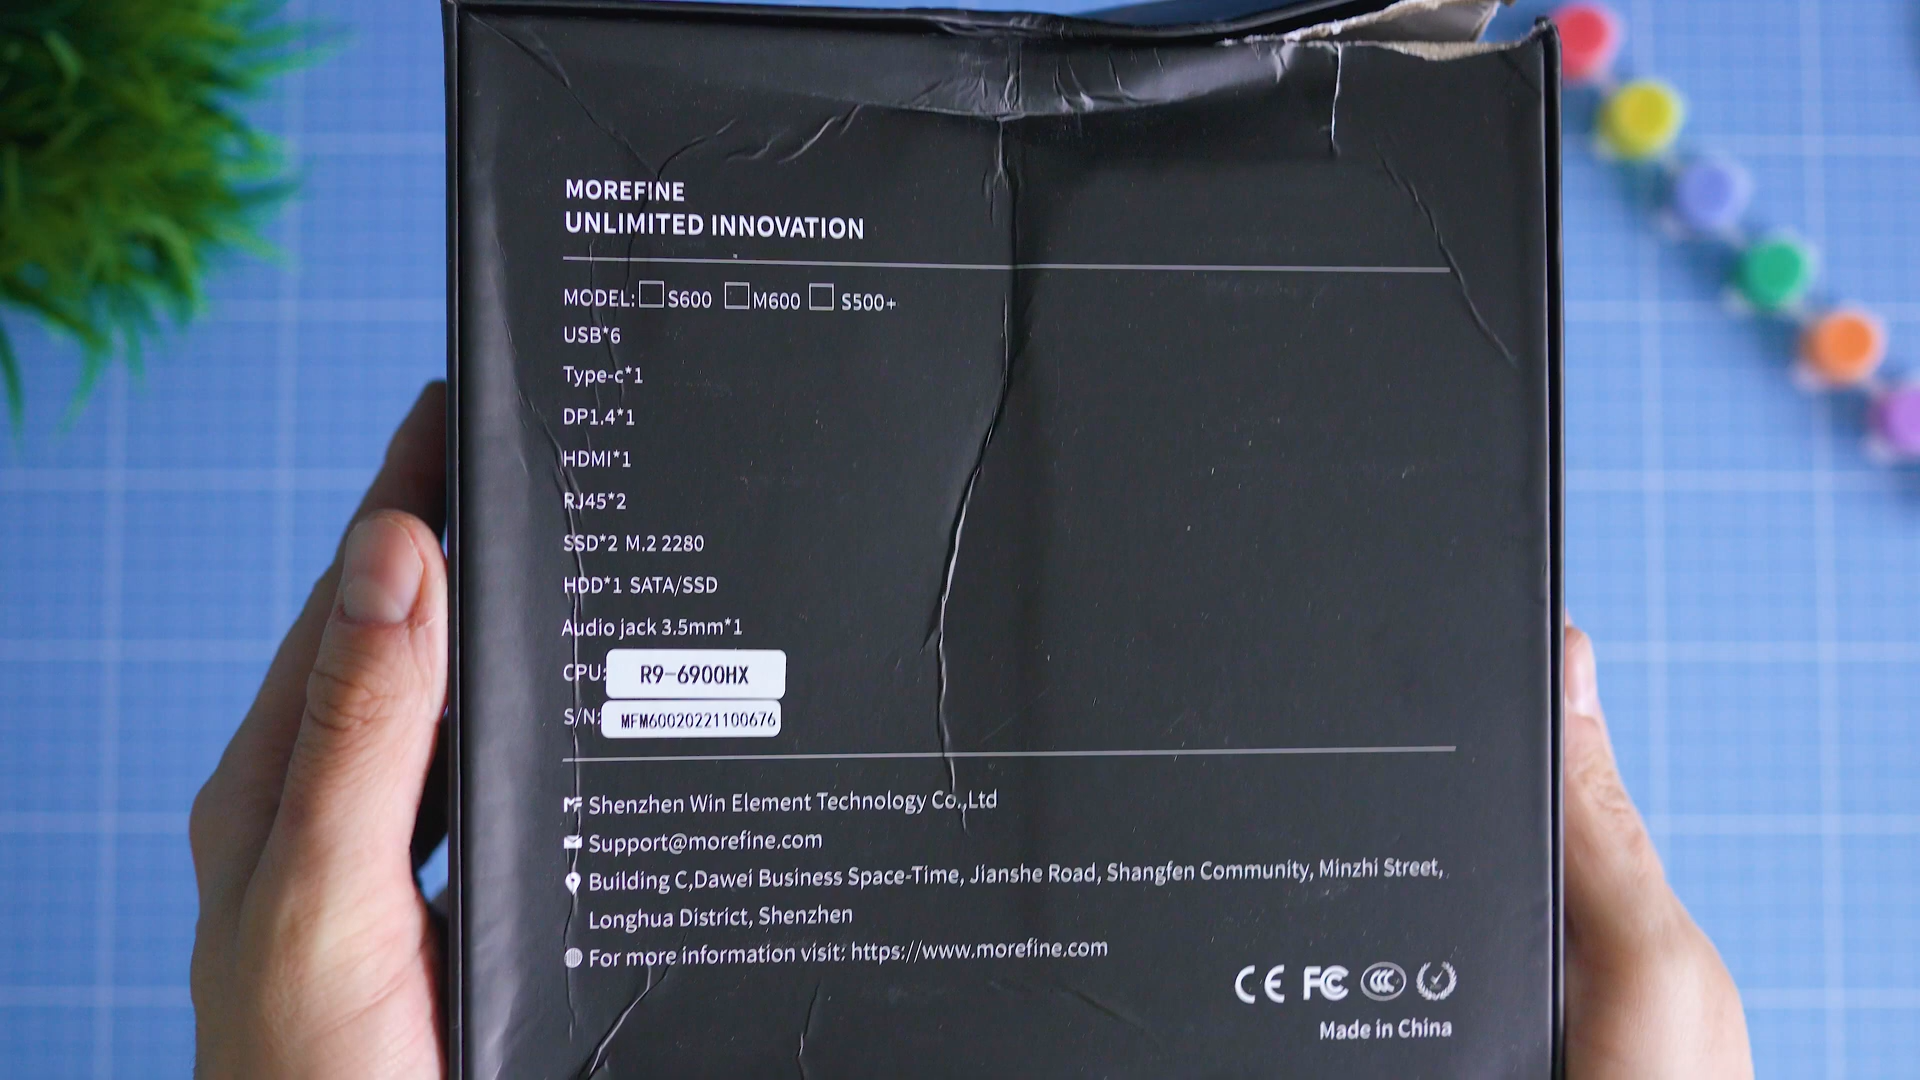 MOREFINE
UNLIMITED INNOVATION
MODEL: S600 M600 S500+
USB*6
Type-c*1
DP1.4*1
HDMI*1
RJ45*2
SSD*2 M.2 2280
HDD*1 SATA/SSD
Audio jack 3.5mm*1
CPU: R9-6900HX
S/N: MFM60020221100676
MF Shenzhen Win Element Technology Co.,Ltd
Support@morefine.com
Building C,Dawei Business Space-Time, Jianshe Road, Shangfen Community, Minzhi Street,
Longhua District, Shenzhen
For more information visit: https://www.morefine.com
CE FC CCC
Made in China